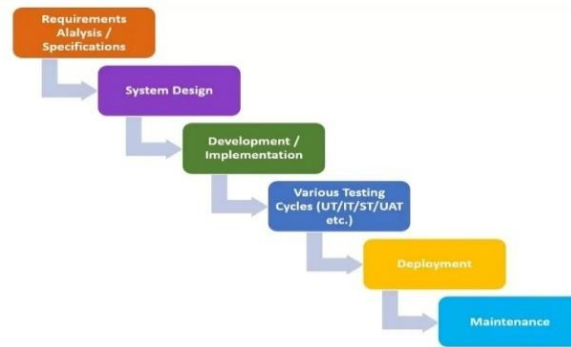 Requirements
Alalysis /
Specifications
System Design
Development /
Implementation
Various Testing
Cycles (UT/IT/ST/UAT
etc.)
Deployment
Maintenance